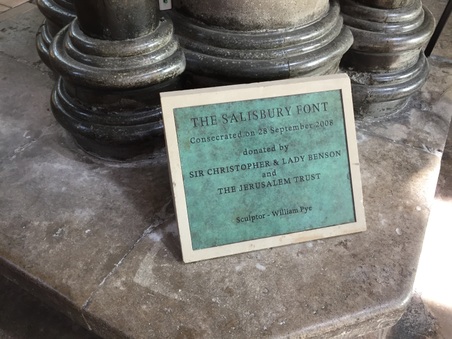 THE SALISBURY FONT
Consecrated on 28 September 2008
donated by
SIR CHRISTOPHER & LADY BENSON
and
THE JERUSALEM TRUST
Sculptor - William Pye